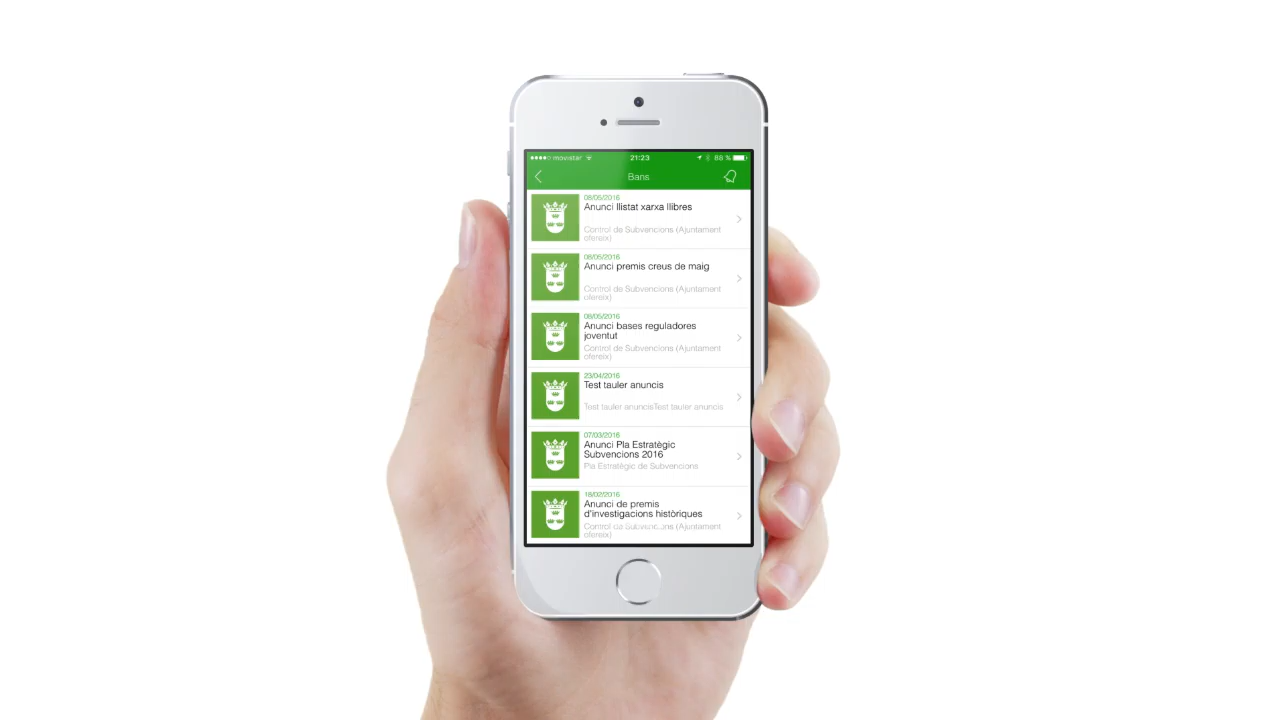 movistar 21:23 88 %
Bans
08/05/2016
Anunci llistat xarxa llibres
Control de Subvencions (Ajuntament
ofereix)
08/05/2016
Anunci premis creus de maig
Control de Subvencions (Ajuntament
ofereix)
08/05/2016
Anunci bases reguladores
joventut
Control de Subvencions (Ajuntament
ofereix)
23/04/2016
Test tauler anuncis
Test tauler anuncisTest tauler anuncis
07/03/2016
Anunci Pla Estratègic
Subvencions 2016
Pla Estratègic de Subvencions
18/02/2016
Anunci de premis
d'investigacions històriques
Control de Subvencions (Ajuntament
ofereix)